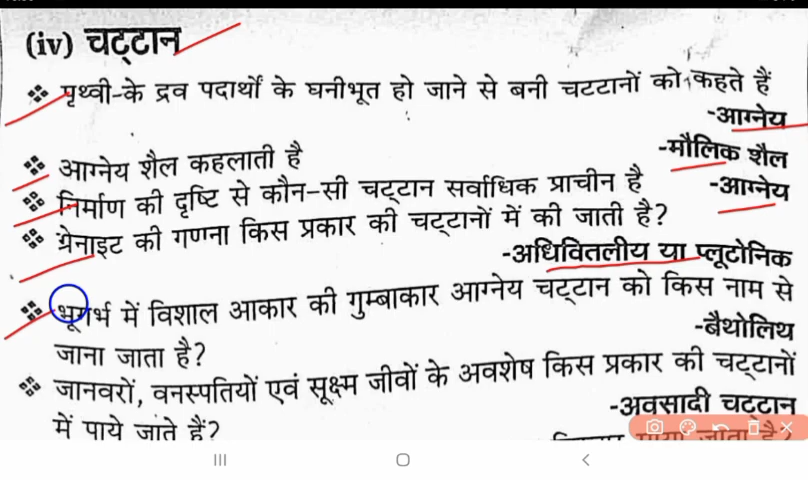 (iv) चट्टान
❖ पृथ्वी-के द्रव पदार्थों के घनीभूत हो जाने से बनी चटटानों को कहते हैं
-आग्नेय
❖ आग्नेय शैल कहलाती है
-मौलिक शैल
❖ निर्माण की दृष्टि से कौन-सी चट्टान सर्वाधिक प्राचीन है
-आग्नेय
❖ ग्रेनाइट की गणना किस प्रकार की चट्टानों में की जाती है?
-अधिवितलीय या प्लूटोनिक
❖ भूगर्भ में विशाल आकार की गुम्बाकार आग्नेय चट्टान को किस नाम से
-बैथोलिथ
जाना जाता है?
❖ जानवरों, वनस्पतियों एवं सूक्ष्म जीवों के अवशेष किस प्रकार की चट्टानों
-अवसादी चट्टान
में पाये जाते हैं?
जाता है?